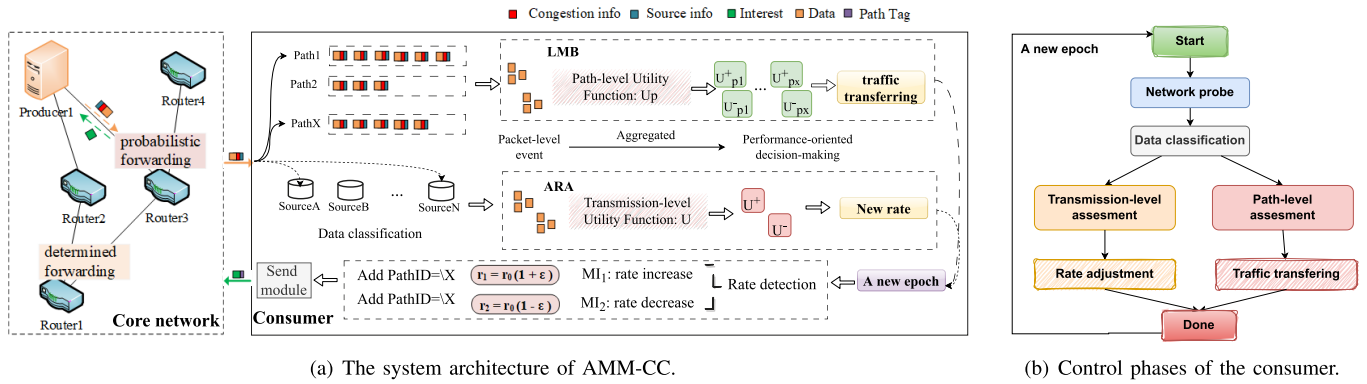 Congestion info Source info Interest Data Path Tag
Producer1
Router4
probabilistic
forwarding
Router2
Router3
determined
forwarding
Router1
Core network
Path1
Path2
PathX
LMB
Path-level Utility
Function: Up
U+p1
...
U+px
U-p1
U-px
traffic
transferring
Packet-level
event
Aggregated
Performance-oriented
decision-making
SourceA
SourceB
...
SourceN
Data classification
ARA
Transmission-level
Utility Function: U
U+
U-
New rate
Send
module
Add PathID=\X
r1 = r0 (1 + ε)
MI1: rate increase
Add PathID=\X
r2 = r0 (1 - ε)
MI2: rate decrease
Rate detection
A new epoch
Consumer
(a) The system architecture of AMM-CC.
A new epoch
Start
Network probe
Data classification
Transmission-level
assesment
Path-level
assesment
Rate adjustment
Traffic transfering
Done
(b) Control phases of the consumer.